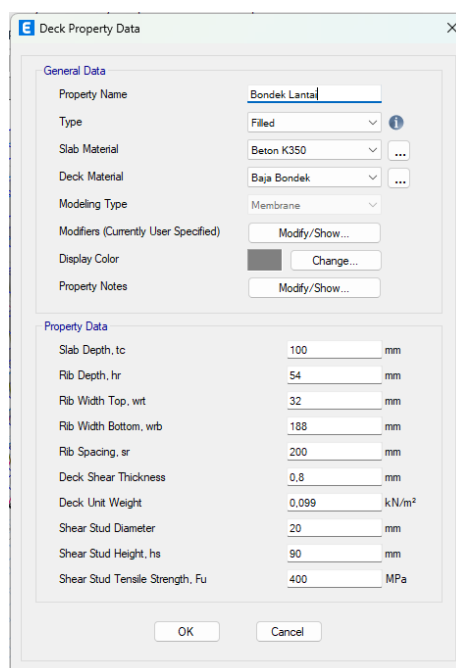 E Deck Property Data
General Data
Property Name Bondek Lantai
Type Filled i
Slab Material Beton K350 ...
Deck Material Baja Bondek ...
Modeling Type Membrane
Modifiers (Currently User Specified) Modify/Show...
Display Color Change...
Property Notes Modify/Show...
Property Data
Slab Depth, tc 100 mm
Rib Depth, hr 54 mm
Rib Width Top, wrt 32 mm
Rib Width Bottom, wrb 188 mm
Rib Spacing, sr 200 mm
Deck Shear Thickness 0,8 mm
Deck Unit Weight 0,099 kN/m²
Shear Stud Diameter 20 mm
Shear Stud Height, hs 90 mm
Shear Stud Tensile Strength, Fu 400 MPa
OK Cancel